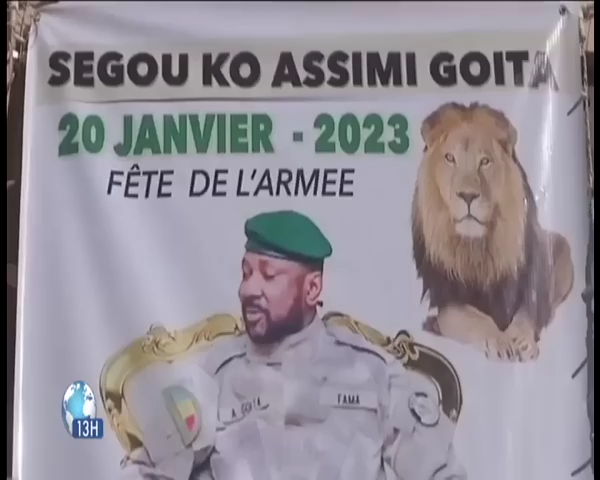 SEGOU KO ASSIMI GOITA
20 JANVIER - 2023
FÊTE DE L'ARMEE
A. GOITA
FAMA
13H